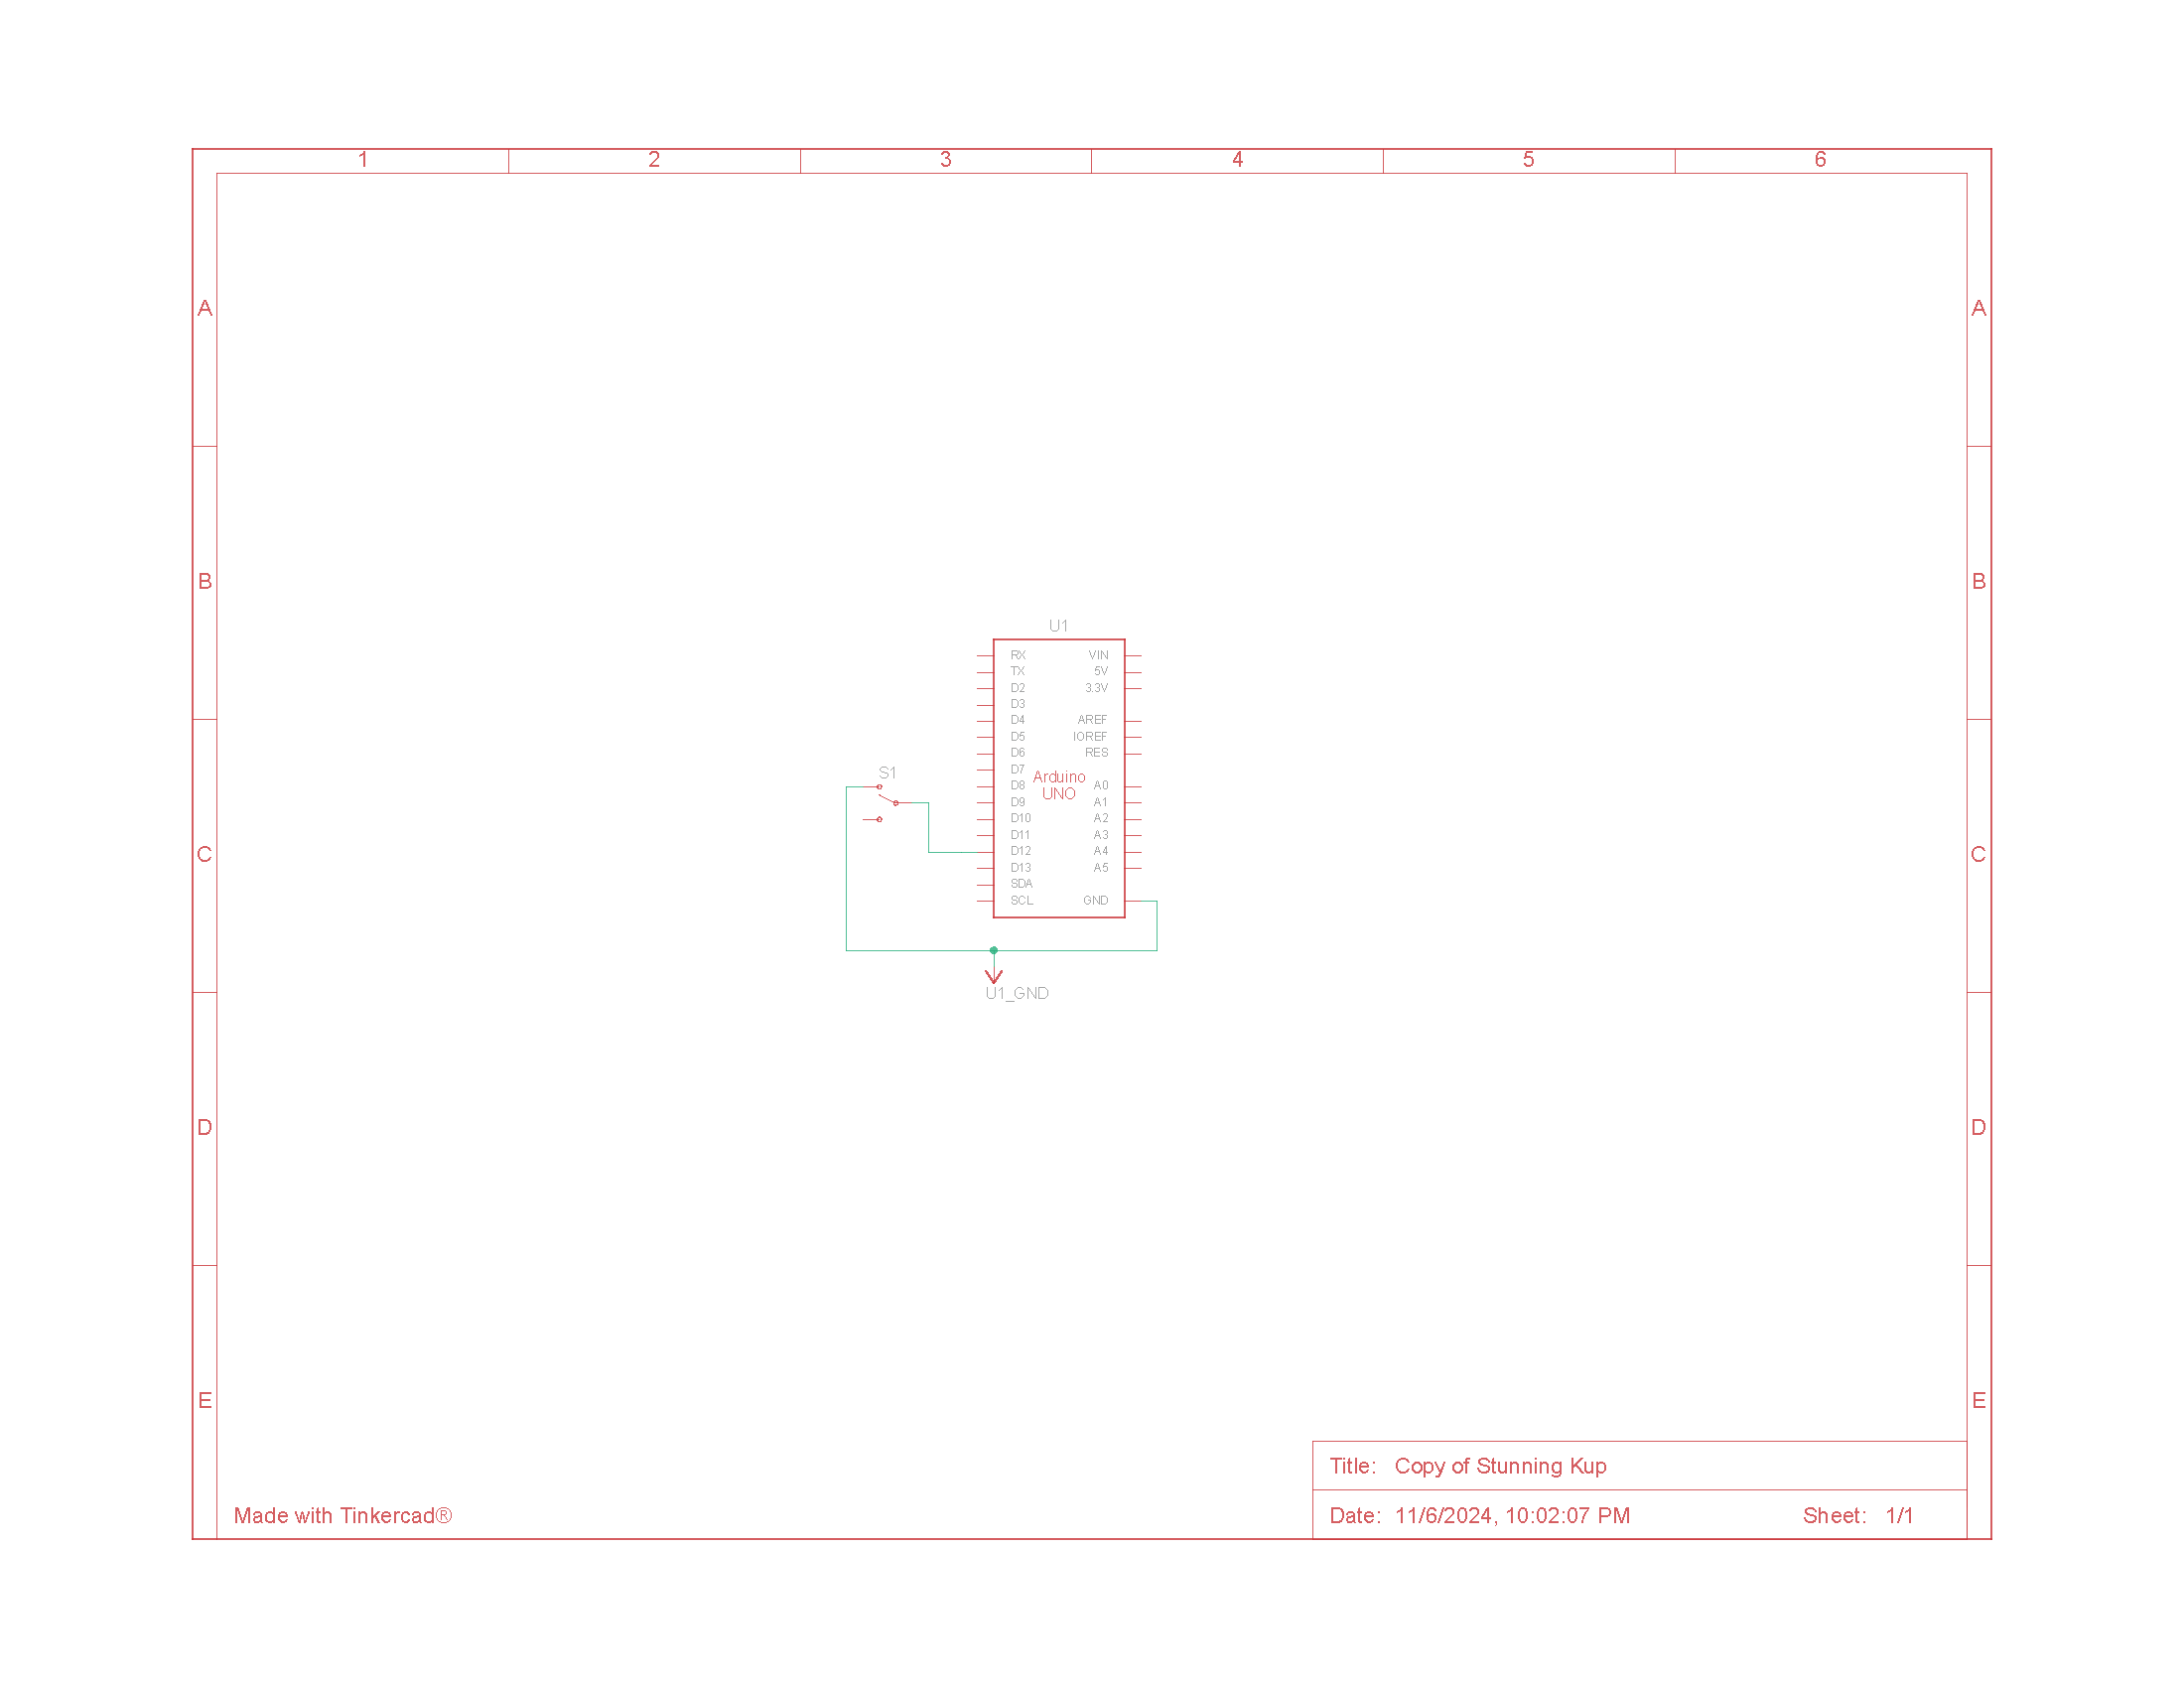 1 2 3 4 5 6
A A
B B
U1
RX VIN
TX 5V
D2 3.3V
D3
D4 AREF
D5 IOREF
D6 RES
S1
D7
Arduino
D8 A0
UNO
D9 A1
D10 A2
D11 A3
D12 A4
C C
D13 A5
SDA
SCL GND
U1_GND
D D
E E
Title: Copy of Stunning Kup
Made with Tinkercad®
Date: 11/6/2024, 10:02:07 PM Sheet: 1/1